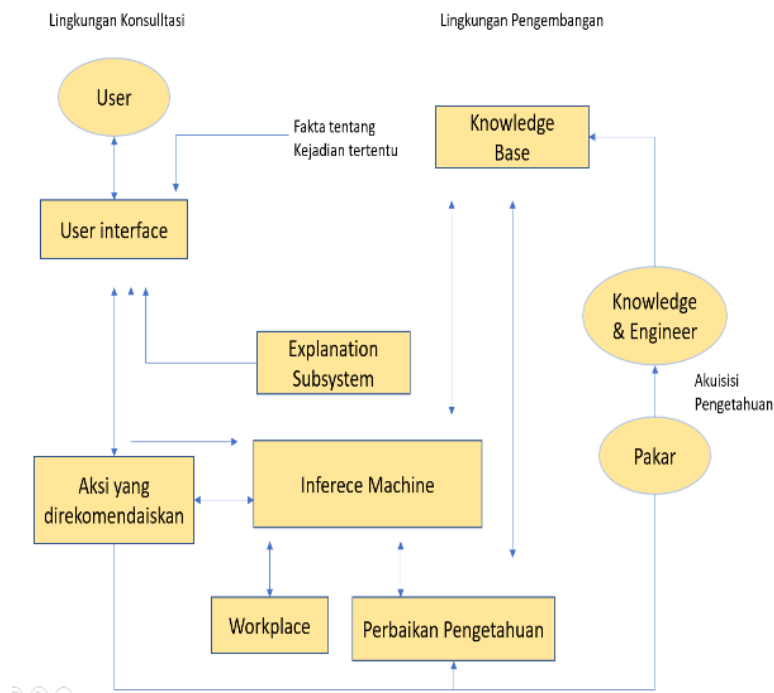 Lingkungan Konsulltasi
Lingkungan Pengembangan
User
Fakta tentang
Kejadian tertentu
Knowledge
Base
User interface
Knowledge
& Engineer
Explanation
Subsystem
Akuisisi
Pengetahuan
Pakar
Aksi yang
direkomendaiskan
Inferece Machine
Workplace
Perbaikan Pengetahuan